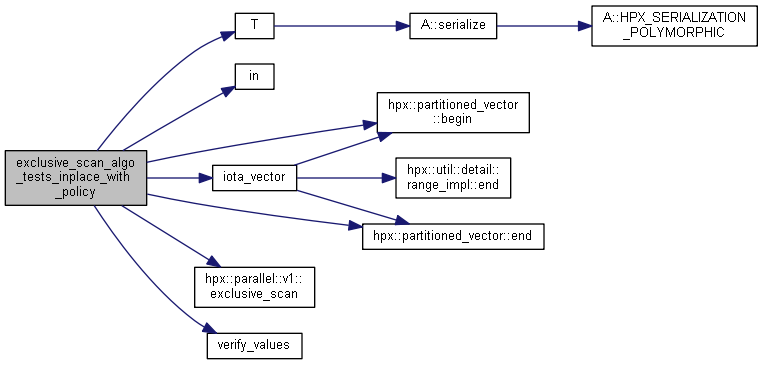 T
A::serialize
A::HPX_SERIALIZATION
_POLYMORPHIC
in
hpx::partitioned_vector
::begin
exclusive_scan_algo
_tests_inplace_with
_policy
iota_vector
hpx::util::detail::
range_impl::end
hpx::partitioned_vector::end
hpx::parallel::v1::
exclusive_scan
verify_values